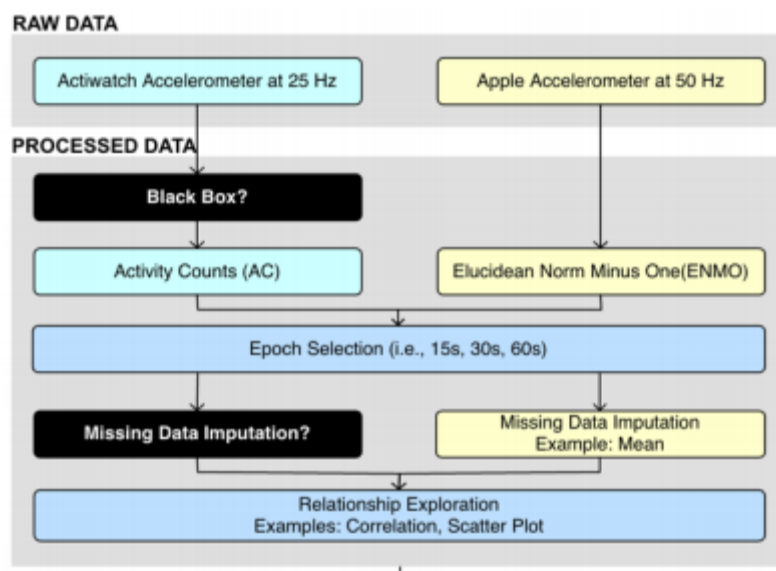 RAW DATA
Actiwatch Accelerometer at 25 Hz
Apple Accelerometer at 50 Hz
PROCESSED DATA
Black Box?
Activity Counts (AC)
Elucidean Norm Minus One(ENMO)
Epoch Selection (i.e., 15s, 30s, 60s)
Missing Data Imputation?
Missing Data Imputation
Example: Mean
Relationship Exploration
Examples: Correlation, Scatter Plot